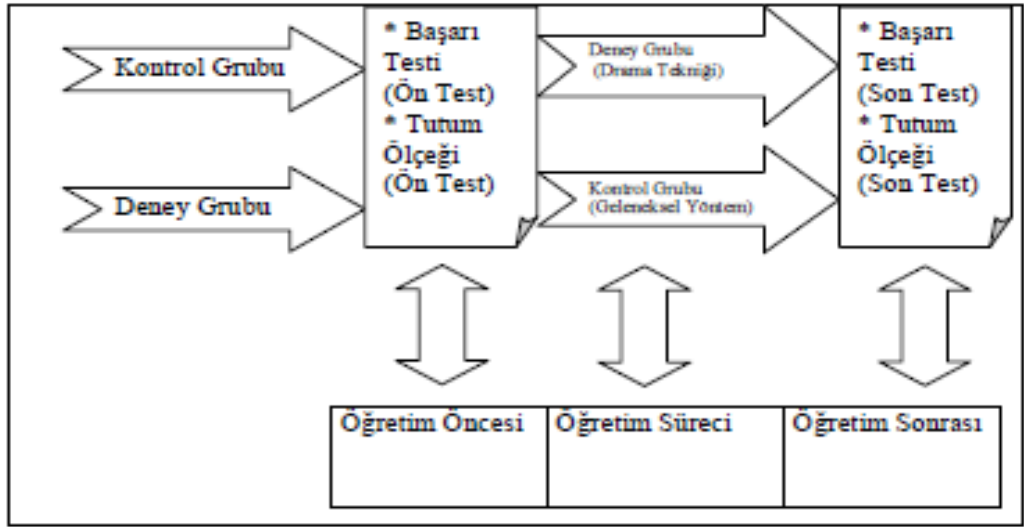 Kontrol Grubu
Deney Grubu
* Başarı
Testi
(Ön Test)
* Tutum
Ölçeği
(Ön Test)
Deney Grubu
(Drama Tekniği)
Kontrol Grubu
(Geleneksel Yöntem)
* Başarı
Testi
(Son Test)
* Tutum
Ölçeği
(Son Test)
Öğretim Öncesi
Öğretim Süreci
Öğretim Sonrası